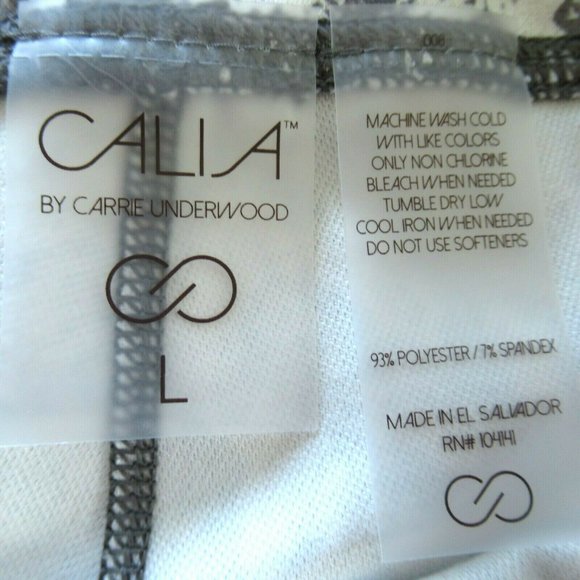 CALIA™
BY CARRIE UNDERWOOD
L
008
MACHINE WASH COLD
WITH LIKE COLORS
ONLY NON CHLORINE
BLEACH WHEN NEEDED
TUMBLE DRY LOW
COOL IRON WHEN NEEDED
DO NOT USE SOFTENERS
93% POLYESTER / 7% SPANDEX
MADE IN EL SALVADOR
RN# 104141